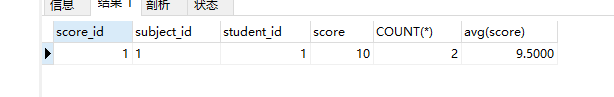 信息 结果 1 剖析 状态
score_id subject_id student_id score COUNT(*) avg(score)
1 1 1 10 2 9.5000